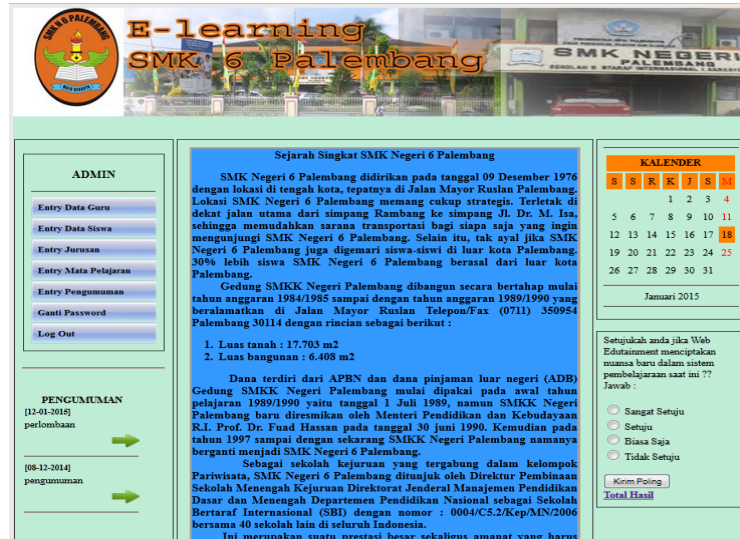 E-learning
SMK 6 Palembang
SMK NEGERI
PALEMBANG
ADMIN
Entry Data Guru
Entry Data Siswa
Entry Jurusan
Entry Mata Pelajaran
Entry Pengumuman
Ganti Password
Log Out
PENGUMUMAN
[12-01-2015]
perlombaan
[08-12-2014]
pengumuman
Sejarah Singkat SMK Negeri 6 Palembang
SMK Negeri 6 Palembang didirikan pada tanggal 09 Desember 1976
dengan lokasi di tengah kota, tepatnya di Jalan Mayor Ruslan Palembang.
Lokasi SMK Negeri 6 Palembang memang cukup strategis. Terletak di
dekat jalan utama dari simpang Rambang ke simpang Jl. Dr. M. Isa,
sehingga memudahkan sarana transportasi bagi siapa saja yang ingin
mengunjungi SMK Negeri 6 Palembang. Selain itu, tak ayal jika SMK
Negeri 6 Palembang juga digemari siswa-siswi di luar kota Palembang.
30% lebih siswa SMK Negeri 6 Palembang berasal dari luar kota
Palembang.
Gedung SMKK Negeri Palembang dibangun secara bertahap mulai
tahun anggaran 1984/1985 sampai dengan tahun anggaran 1989/1990 yang
beralamatkan di Jalan Mayor Ruslan Telepon/Fax (0711) 350954
Palembang 30114 dengan rincian sebagai berikut :
1. Luas tanah : 17.703 m2
2. Luas bangunan : 6.408 m2
Dana terdiri dari APBN dan dana pinjaman luar negeri (ADB)
Gedung SMKK Negeri Palembang mulai dipakai pada awal tahun
pelajaran 1989/1990 yaitu tanggal 1 Juli 1989, namun SMKK Negeri
Palembang baru diresmikan oleh Menteri Pendidikan dan Kebudayaan
R.I. Prof. Dr. Fuad Hassan pada tanggal 30 juni 1990. Kemudian pada
tahun 1997 sampai dengan sekarang SMKK Negeri Palembang namanya
berganti menjadi SMK Negeri 6 Palembang.
Sebagai sekolah kejuruan yang tergabung dalam kelompok
Pariwisata, SMK Negeri 6 Palembang ditunjuk oleh Direktur Pembinaan
Sekolah Menengah Kejuruan Direktorat Jenderal Manajemen Pendidikan
Dasar dan Menengah Departemen Pendidikan Nasional sebagai Sekolah
Bertaraf Internasional (SBI) dengan nomor : 0004/C5.2/Kep/MN/2006
bersama 40 sekolah lain di seluruh Indonesia.
Ini merupakan suatu prestasi besar sekaligus amanat yang harus
KALENDER
S S R K J S M
1 2 3 4
5 6 7 8 9 10 11
12 13 14 15 16 17 18
19 20 21 22 23 24 25
26 27 28 29 30 31
Januari 2015
Setujukah anda jika Web
Edutainment menciptakan
nuansa baru dalam sistem
pembelajaraan saat ini ??
Jawab :
Sangat Setuju
Setuju
Biasa Saja
Tidak Setuju
Kirim Poling
Total Hasil